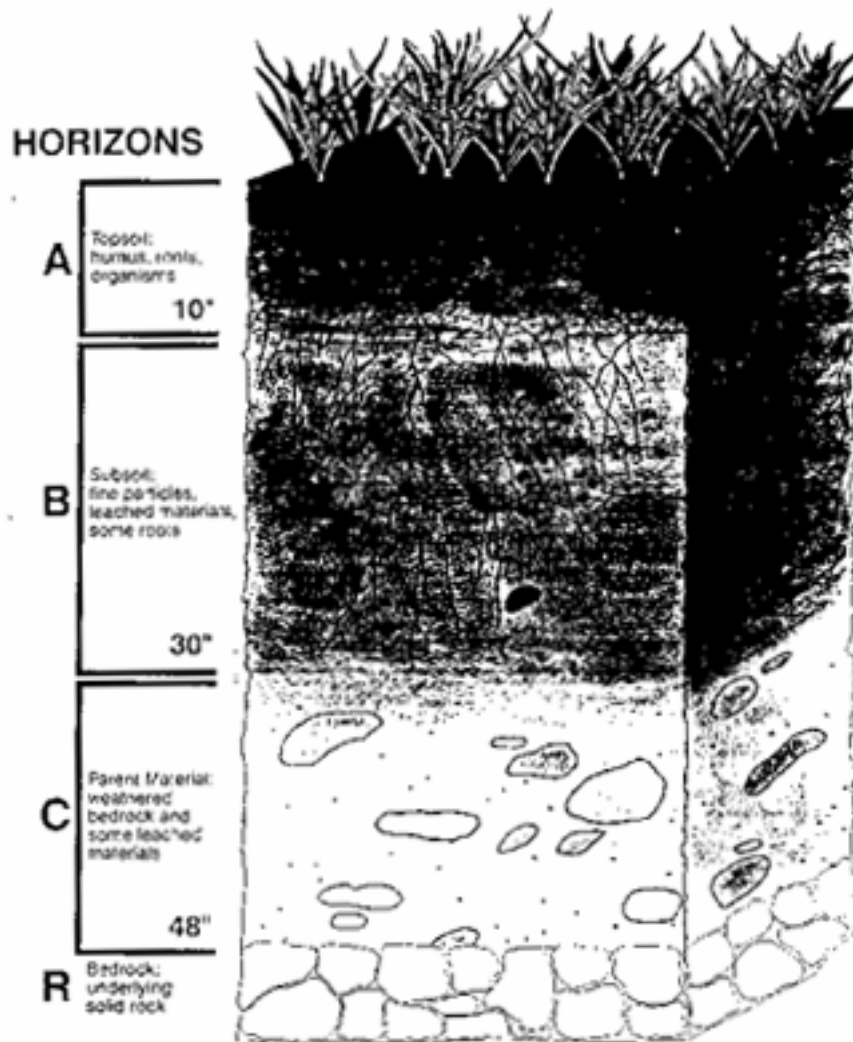 HORIZONS
A
Topsoil:
humus, roots,
organisms
10"
B
Subsoil:
fine particles,
leached materials,
some roots
30"
C
Parent Material:
weathered
bedrock and
some leached
materials
48"
R
Bedrock:
underlying
solid rock